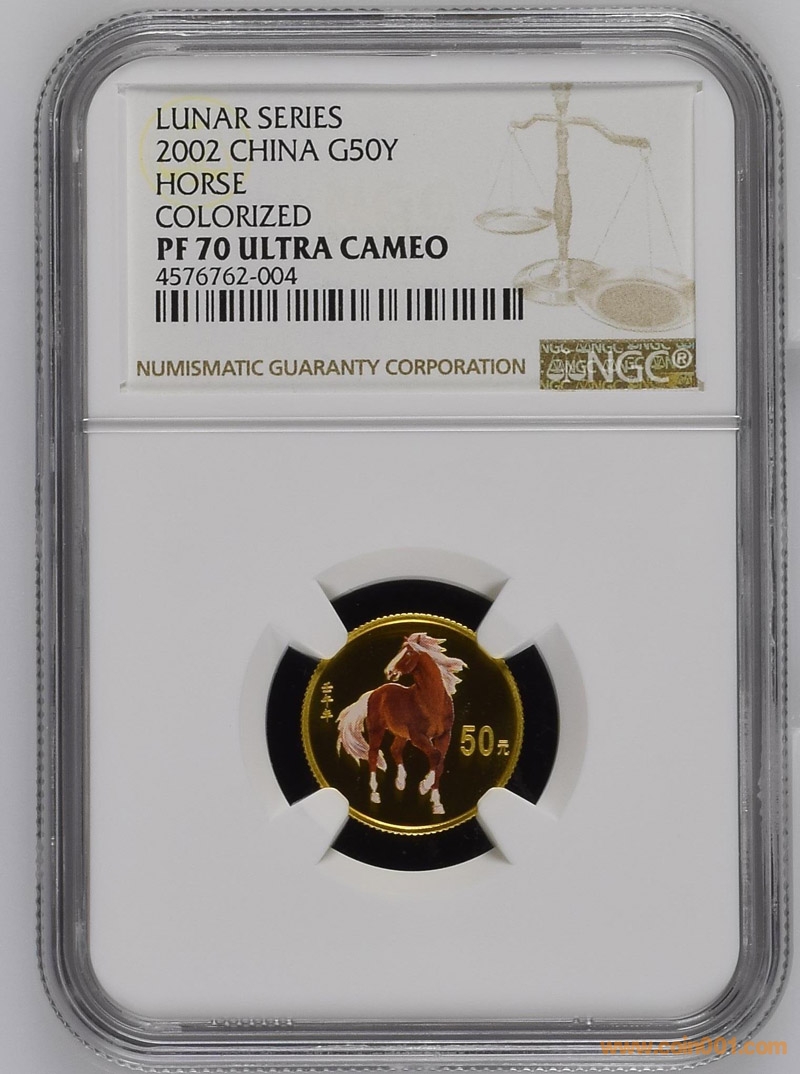 LUNAR SERIES
2002 CHINA G50Y
HORSE
COLORIZED
PF 70 ULTRA CAMEO
4576762-004
NUMISMATIC GUARANTY CORPORATION
NGC®
壬午年
50元
www.coin001.com